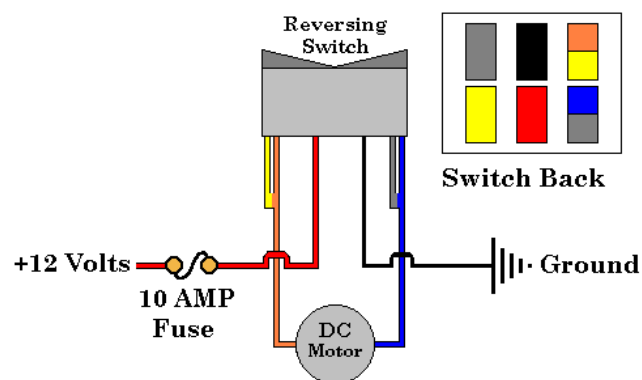 Reversing
Switch
Switch Back
+12 Volts
10 AMP
Fuse
Ground
DC
Motor